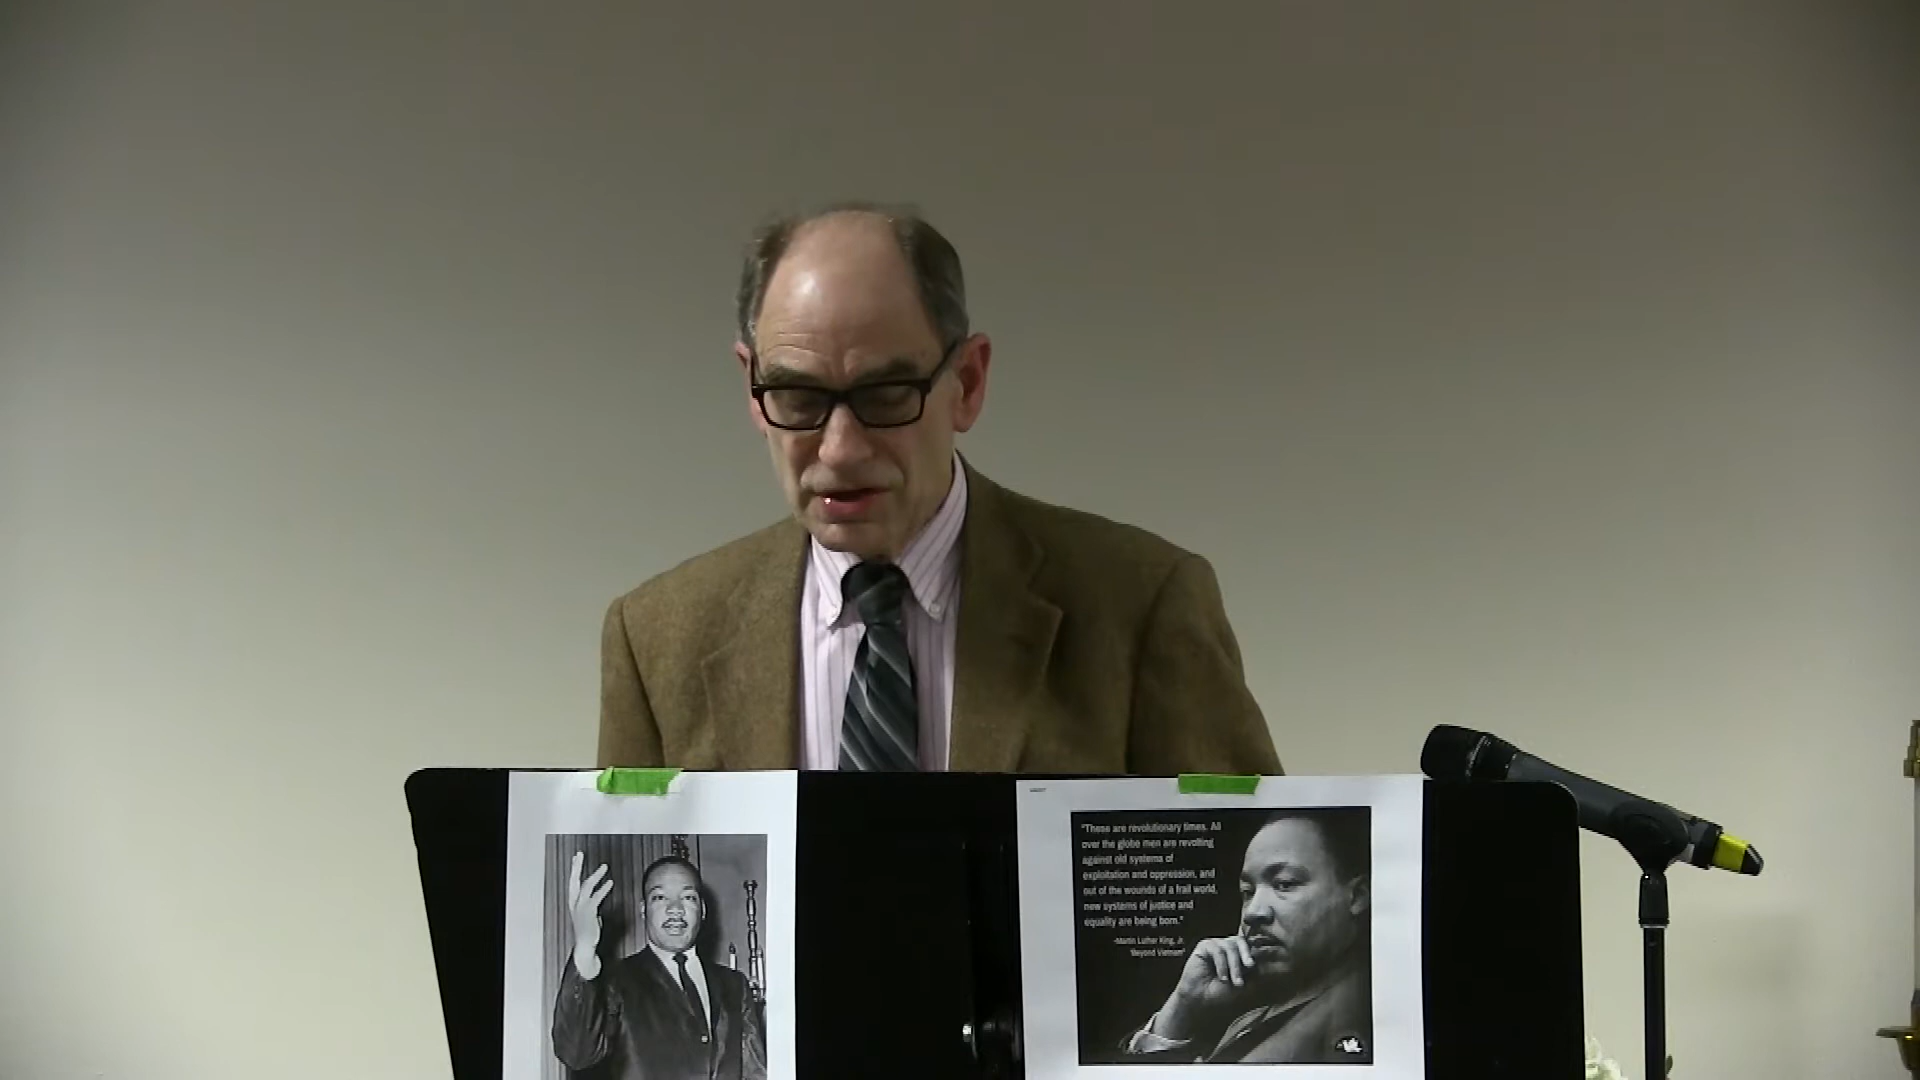 "These are revolutionary times. All
over the globe men are revolting
against old systems of
exploitation and oppression, and
out of the wounds of a frail world,
new systems of justice and
equality are being born."
-Martin Luther King, Jr.
"Beyond Vietnam"